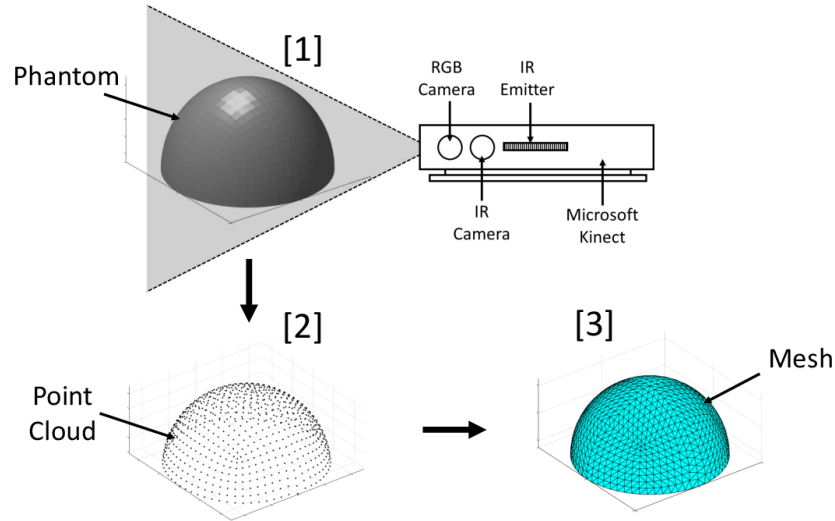 [1]
Phantom
RGB
Camera
IR
Emitter
IR
Camera
Microsoft
Kinect
[2]
Point
Cloud
[3]
Mesh